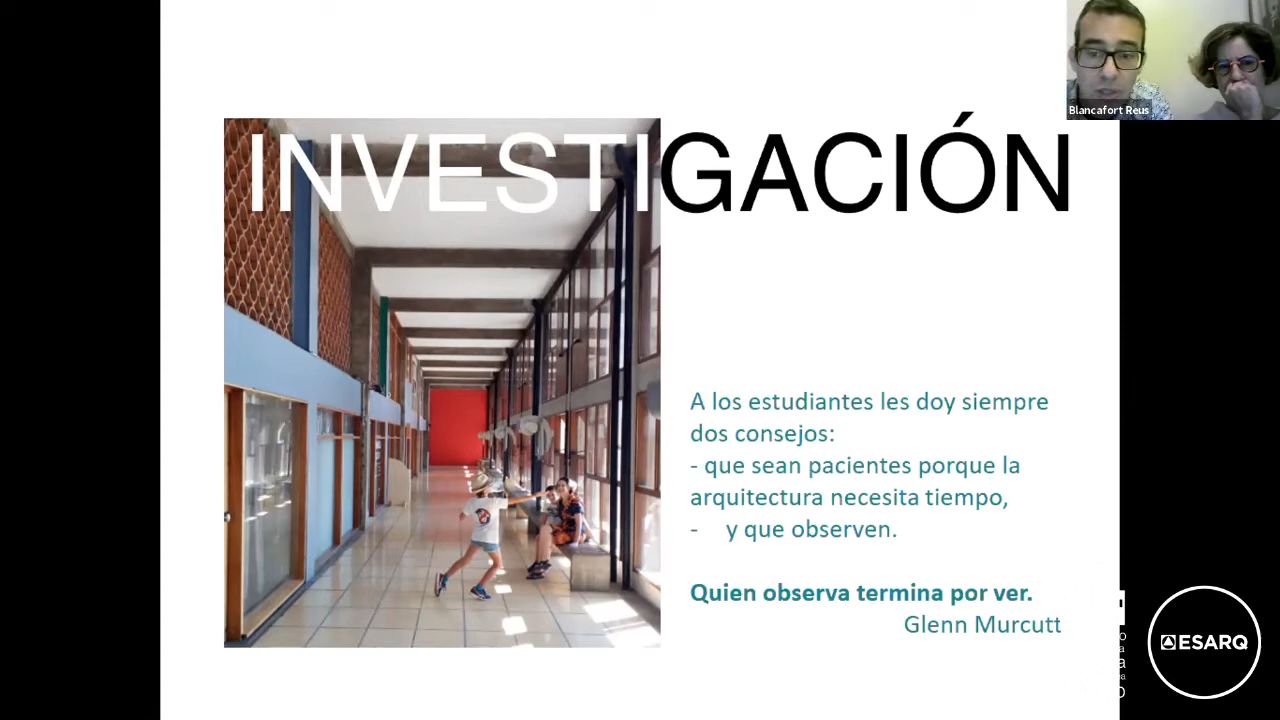 Blancafort Reus
INVESTIGACIÓN
A los estudiantes les doy siempre
dos consejos:
- que sean pacientes porque la
arquitectura necesita tiempo,
- y que observen.
Quien observa termina por ver.
Glenn Murcutt
ESARQ